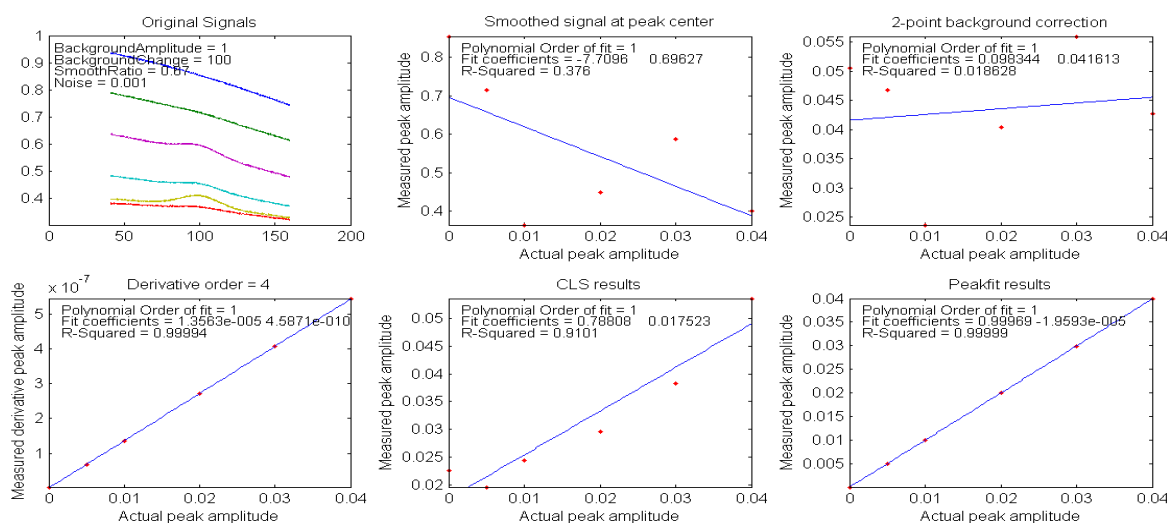 Original Signals
BackgroundAmplitude = 1
BackgroundChange = 100
SmoothRatio = 0.67
Noise = 0.001
1
0.9
0.8
0.7
0.6
0.5
0.4
0 50 100 150 200
Smoothed signal at peak center
Polynomial Order of fit = 1
Fit coefficients = -7.7096 0.69627
R-Squared = 0.376
Measured peak amplitude
0.8
0.7
0.6
0.5
0.4
0 0.01 0.02 0.03 0.04
Actual peak amplitude
2-point background correction
Polynomial Order of fit = 1
Fit coefficients = 0.098344 0.041613
R-Squared = 0.018628
Measured peak amplitude
0.055
0.05
0.045
0.04
0.035
0.03
0.025
0 0.01 0.02 0.03 0.04
Actual peak amplitude
Derivative order = 4
x 10-7
Polynomial Order of fit = 1
Fit coefficients = 1.3563e-005 4.5871e-010
R-Squared = 0.99994
Measured derivative peak amplitude
5
4
3
2
1
0 0.01 0.02 0.03 0.04
Actual peak amplitude
CLS results
Polynomial Order of fit = 1
Fit coefficients = 0.78808 0.017523
R-Squared = 0.9101
Measured peak amplitude
0.05
0.045
0.04
0.035
0.03
0.025
0.02
0 0.01 0.02 0.03 0.04
Actual peak amplitude
Peakfit results
Polynomial Order of fit = 1
Fit coefficients = 0.99969 -1.9593e-005
R-Squared = 0.99999
Measured peak amplitude
0.04
0.035
0.03
0.025
0.02
0.015
0.01
0.005
0 0.01 0.02 0.03 0.04
Actual peak amplitude